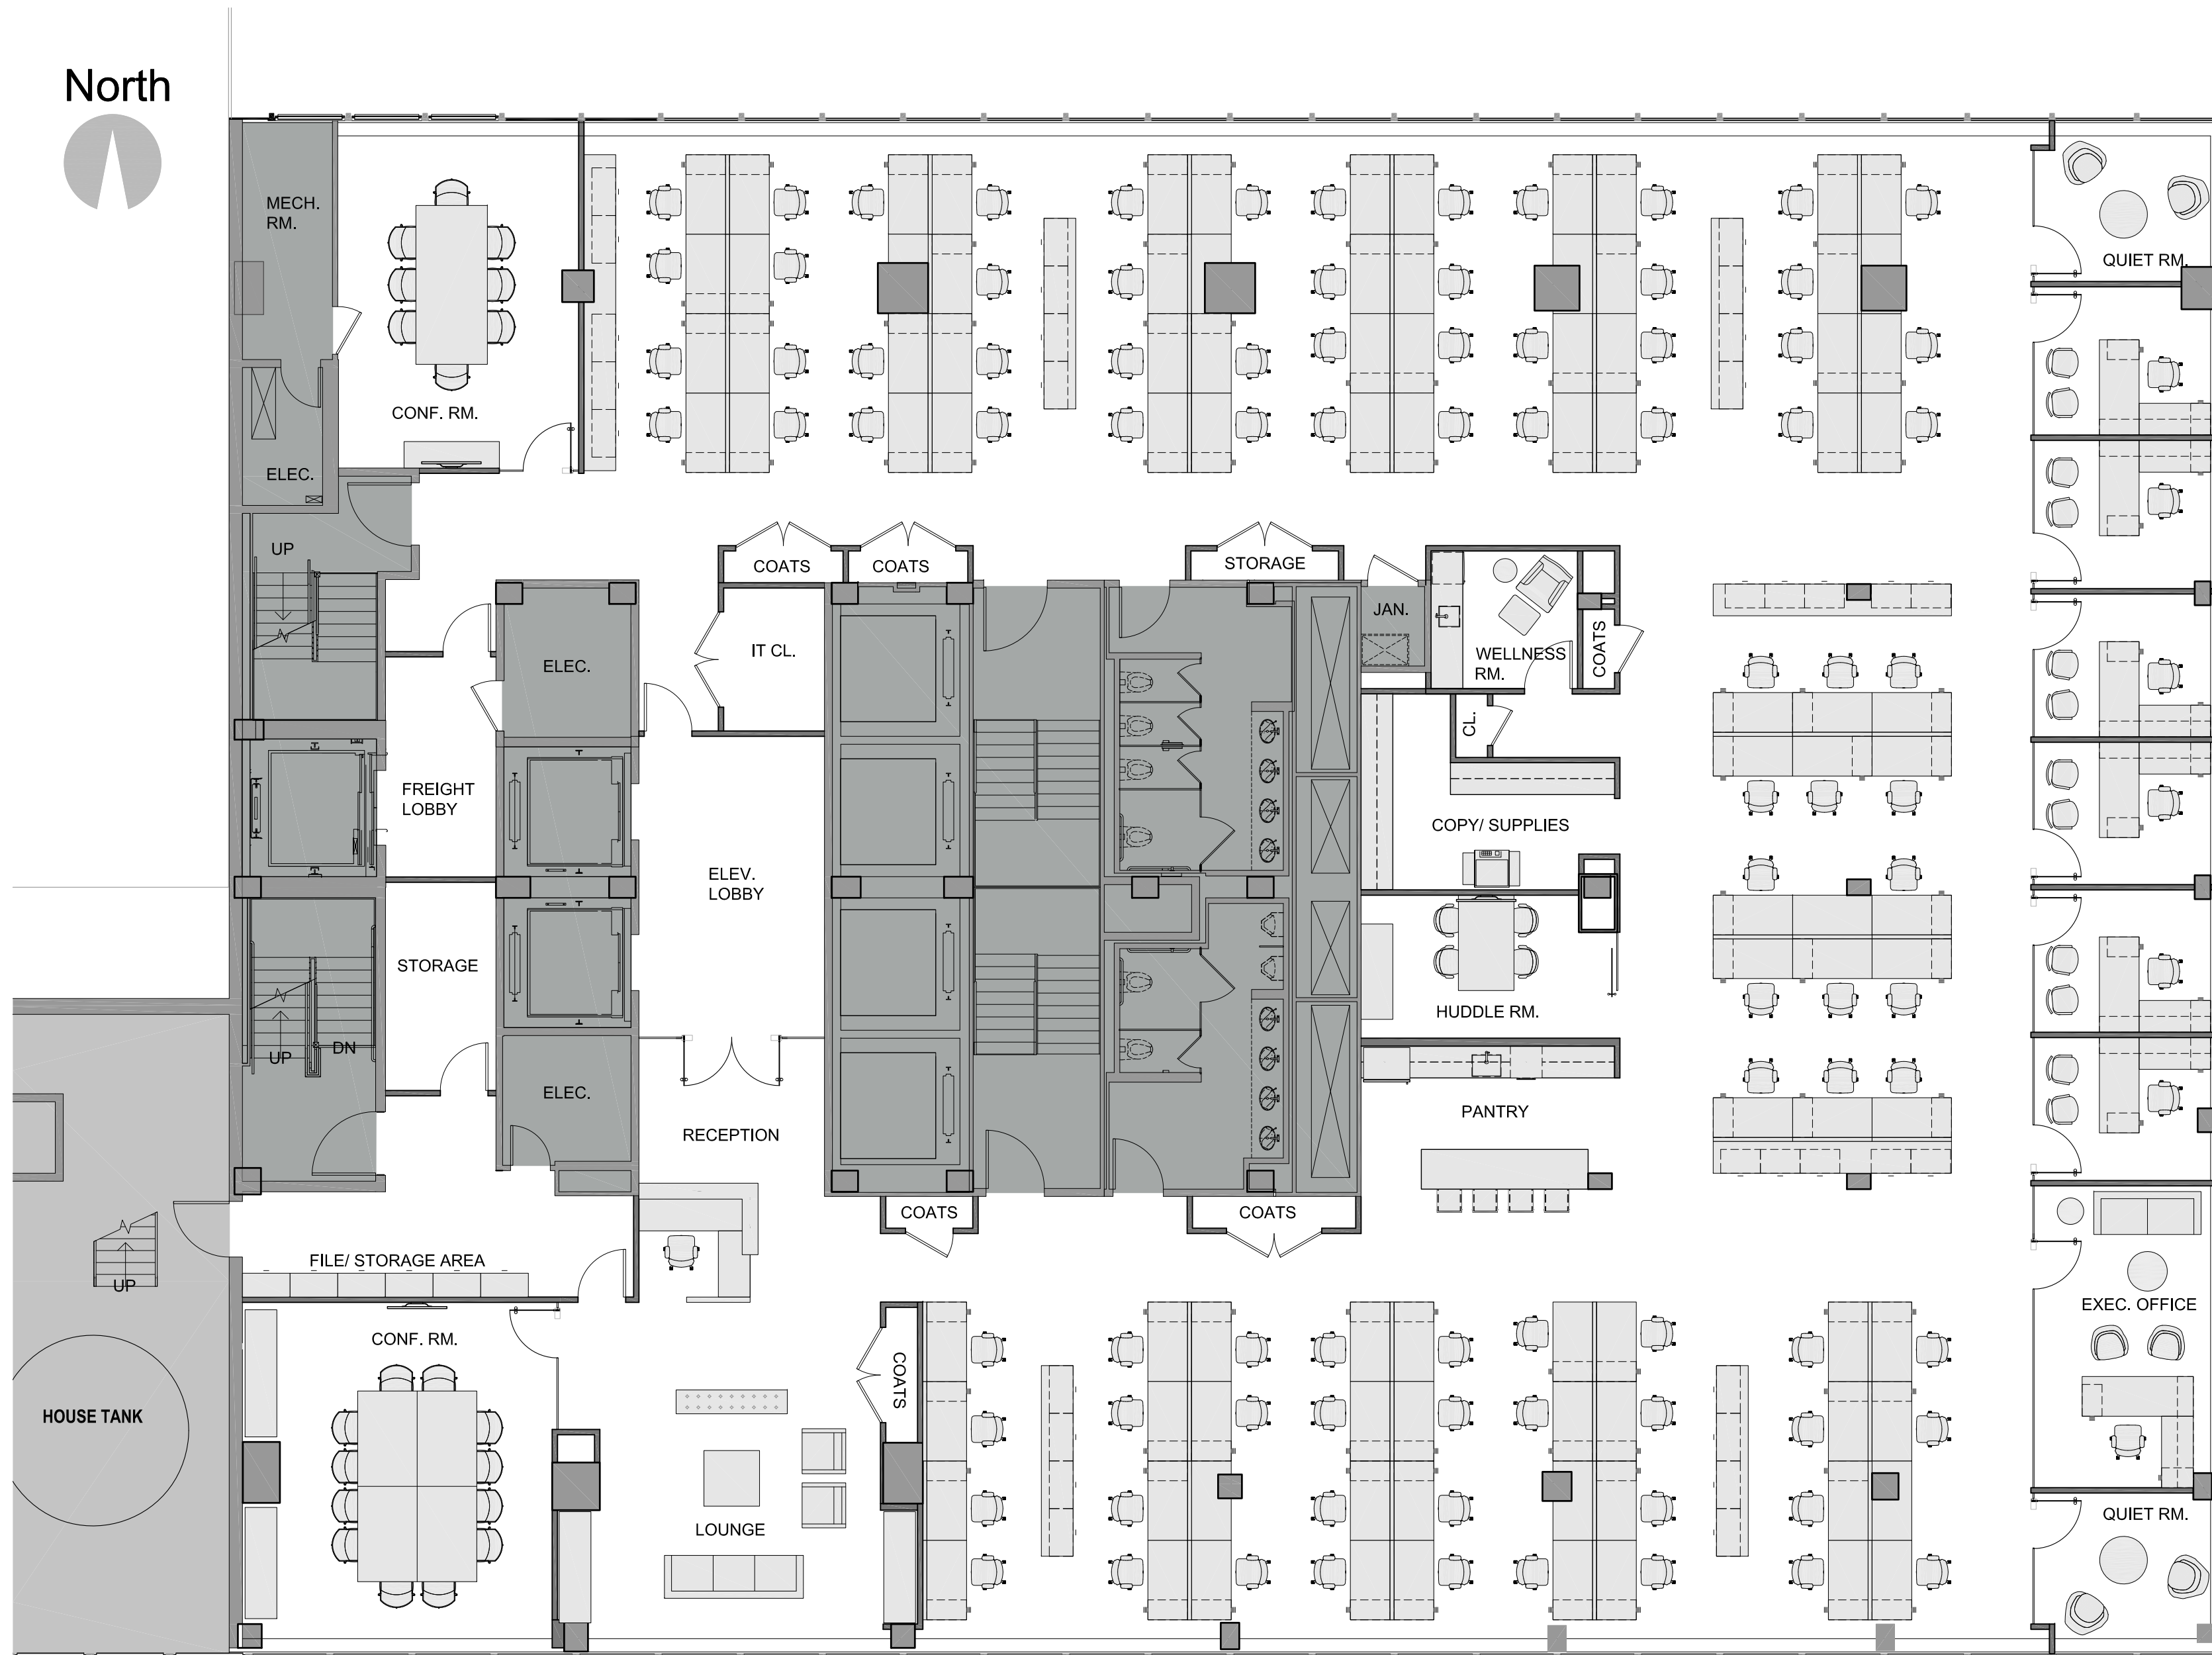 North
MECH.
RM.
QUIET RM.
CONF. RM.
ELEC.
UP
COATS
COATS
STORAGE
JAN.
IT CL.
ELEC.
WELLNESS
RM.
COATS
CL.
FREIGHT
LOBBY
COPY/ SUPPLIES
ELEV.
LOBBY
STORAGE
HUDDLE RM.
UP
DN
ELEC.
PANTRY
RECEPTION
COATS
COATS
FILE/ STORAGE AREA
UP
EXEC. OFFICE
CONF. RM.
COATS
HOUSE TANK
LOUNGE
QUIET RM.